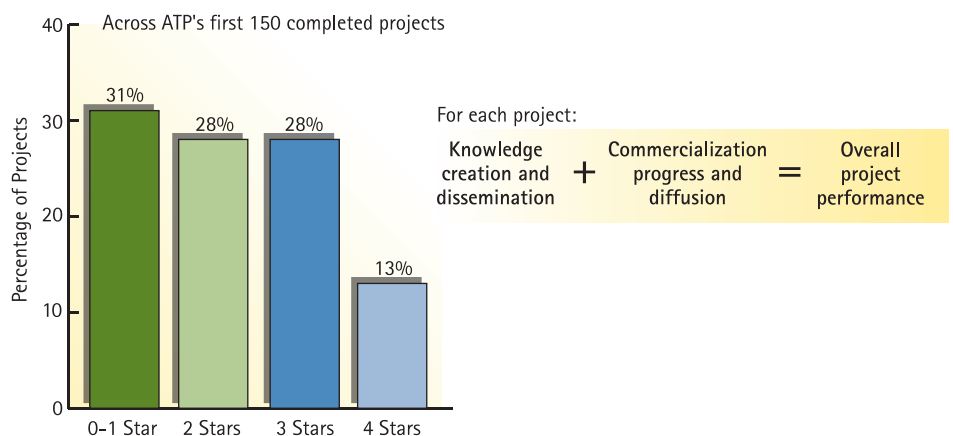 Across ATP's first 150 completed projects
Percentage of Projects
40
30
20
10
0
31%
28%
28%
13%
0-1 Star
2 Stars
3 Stars
4 Stars
For each project:
Knowledge
creation and
dissemination
+
Commercialization
progress and
diffusion
=
Overall
project
performance